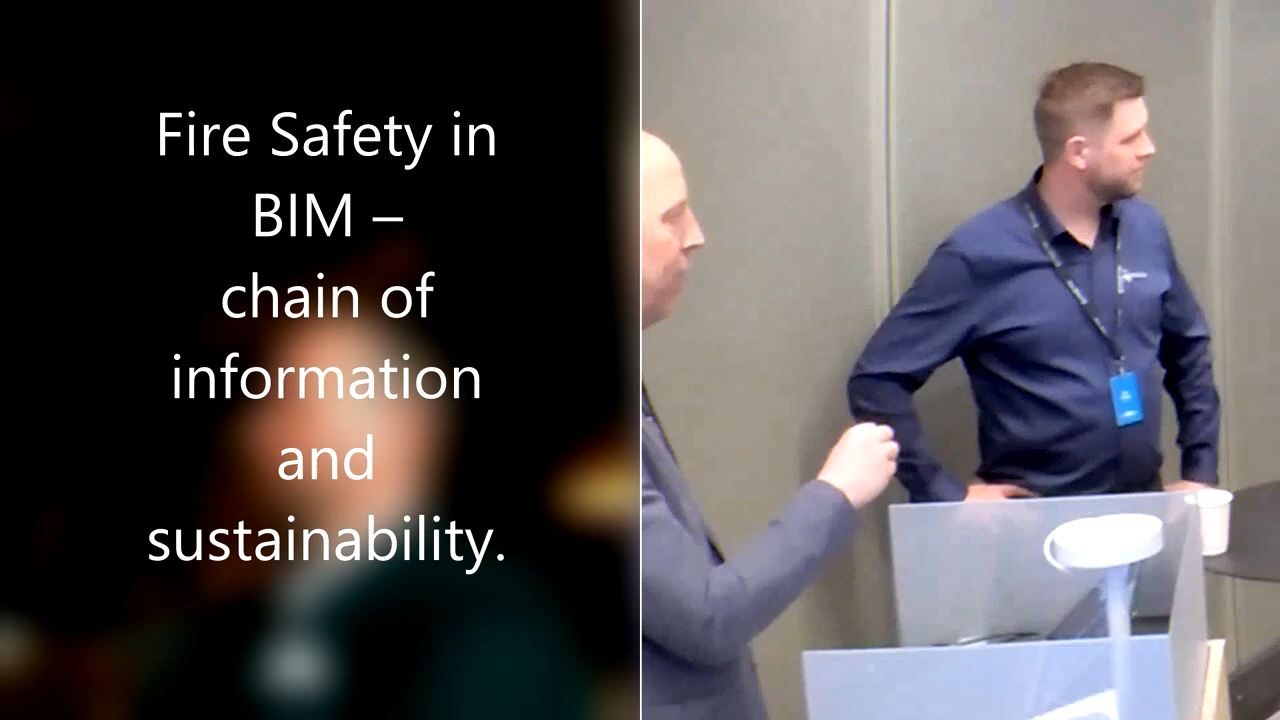 Fire Safety in
BIM –
chain of
information
and
sustainability.